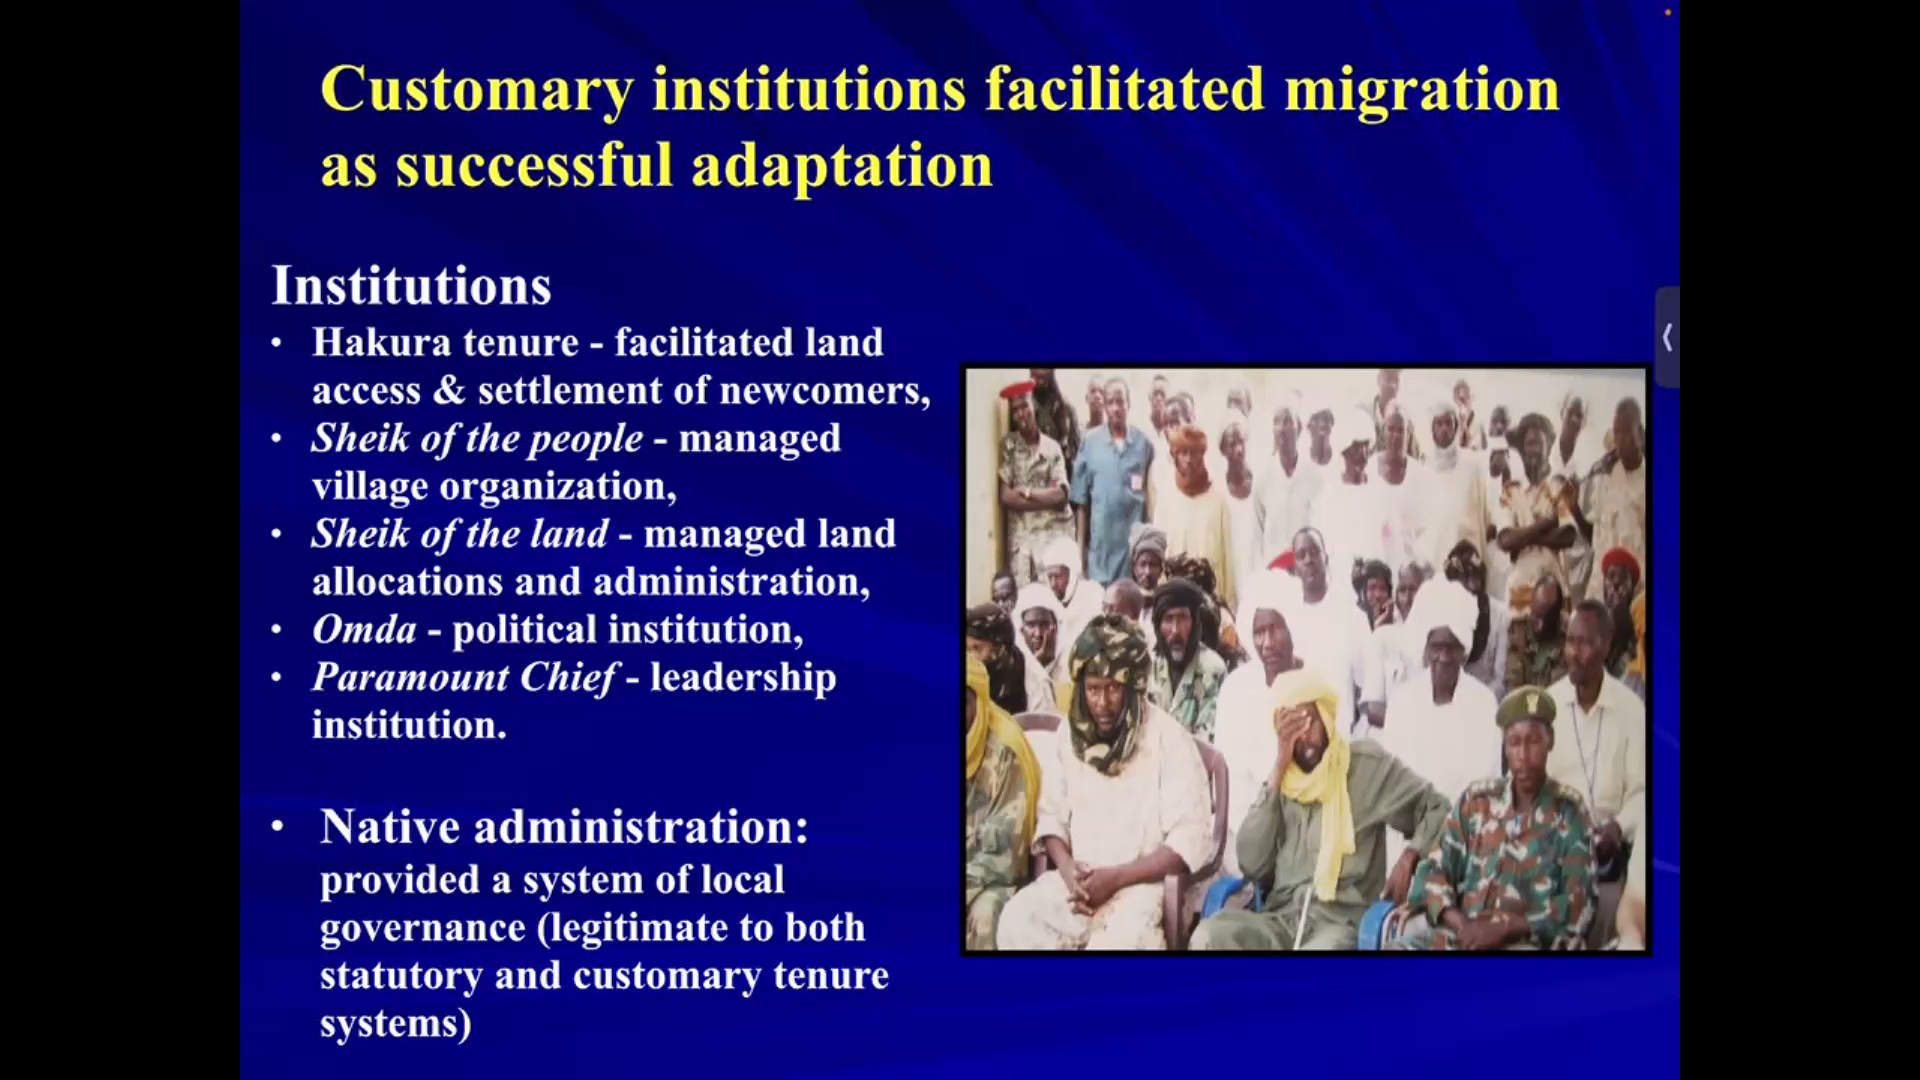 Customary institutions facilitated migration
as successful adaptation
Institutions
• Hakura tenure - facilitated land
access & settlement of newcomers,
• Sheik of the people - managed
village organization,
• Sheik of the land - managed land
allocations and administration,
• Omda - political institution,
• Paramount Chief - leadership
institution.
• Native administration:
provided a system of local
governance (legitimate to both
statutory and customary tenure
systems)